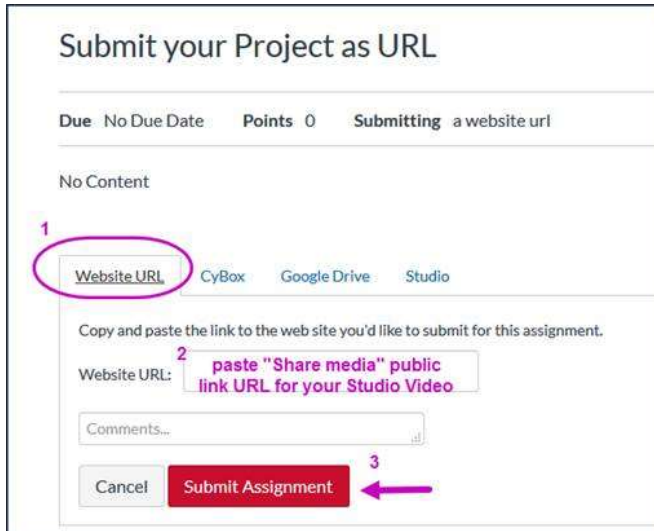 Submit your Project as URL
Due No Due Date Points 0 Submitting a website url
No Content
1
Website URL CyBox Google Drive Studio
Copy and paste the link to the web site you'd like to submit for this assignment.
2
Website URL: paste "Share media" public
link URL for your Studio Video
Comments...
3
Cancel Submit Assignment